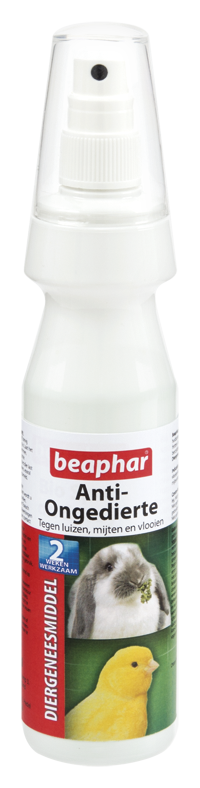 beaphar
Anti-
Ongedierte
Tegen luizen, mijten en vlooien
2
WEKEN
WERKZAAM
DIERGENEESMIDDEL